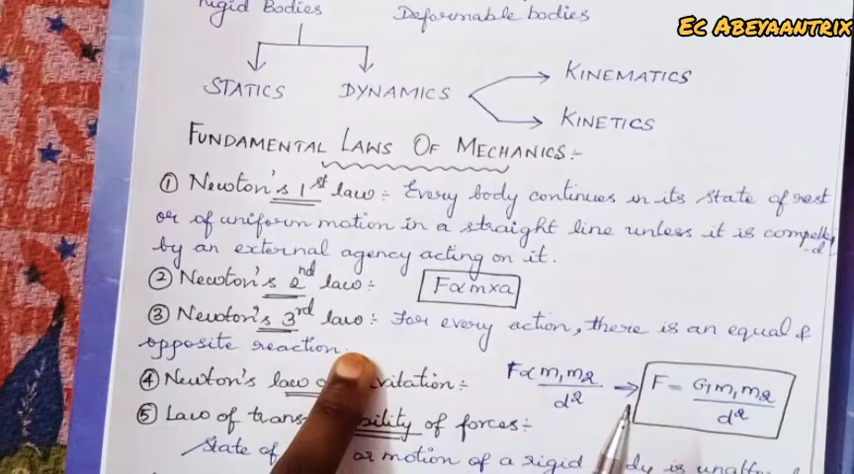 Rigid Bodies Deformable bodies
Ec Abeyaantrix
STATICS DYNAMICS KINEMATICS
KINETICS
FUNDAMENTAL LAWS OF MECHANICS:-
① Newton's 1st law:- Every body continues in its state of rest
or of uniform motion in a straight line unless it is compelled
by an external agency acting on it.
② Newton's 2nd law:- F∝m×a
③ Newton's 3rd law:- For every action, there is an equal &
opposite reaction.
④ Newton's law vitation:- F∝ m₁m₂/d² → F = Gm₁m₂/d²
⑤ Law of trans ibility of forces:-
State of or motion of a rigid is